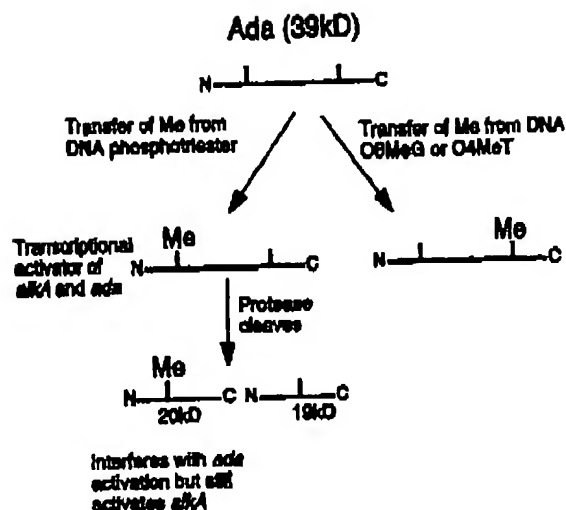 Ada (39kD)
N C
Transfer of Me from
DNA phosphotriester
Transfer of Me from DNA
O6MeG or O4MeT
Transcriptional
activator of
alkA and ada
Me
N C
Me
N C
Protease
cleaves
Me
N C N C
20kD 19kD
Interferes with ada
activation but still
activates alkA